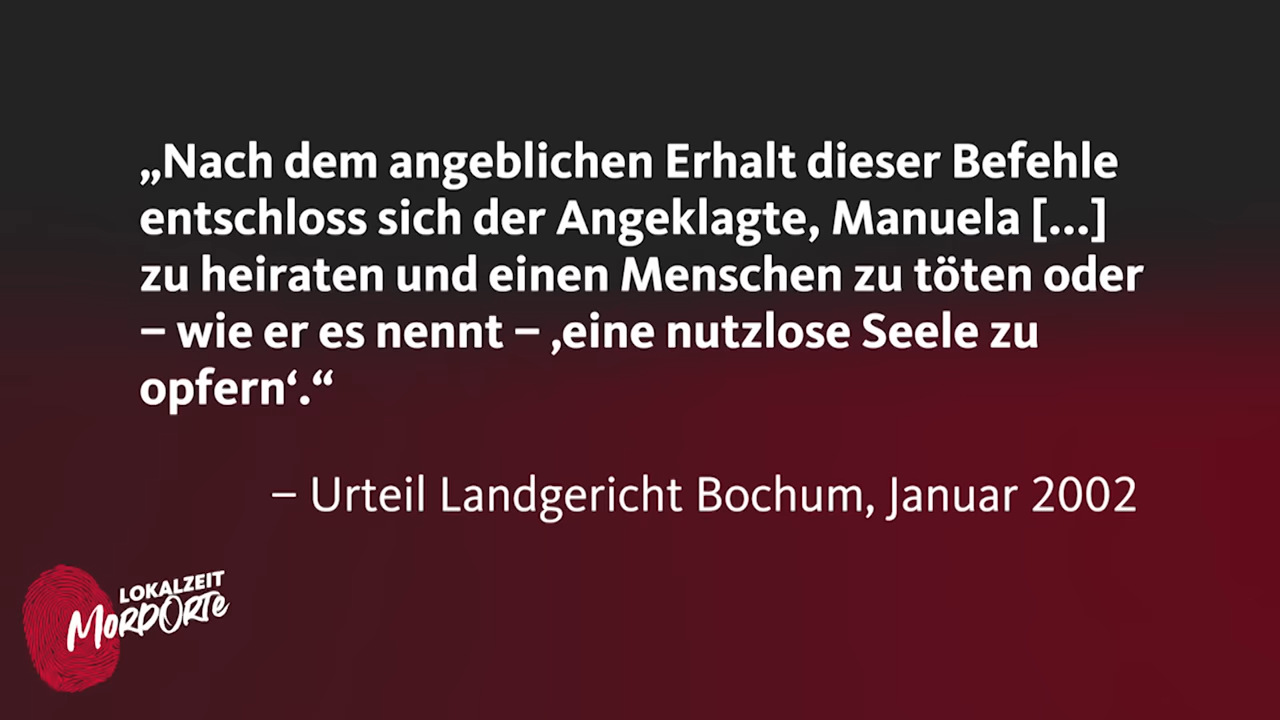 „Nach dem angeblichen Erhalt dieser Befehle
entschloss sich der Angeklagte, Manuela [...]
zu heiraten und einen Menschen zu töten oder
– wie er es nennt – ‚eine nutzlose Seele zu
opfern‘.“
– Urteil Landgericht Bochum, Januar 2002
LOKALZEIT
MORDORTE